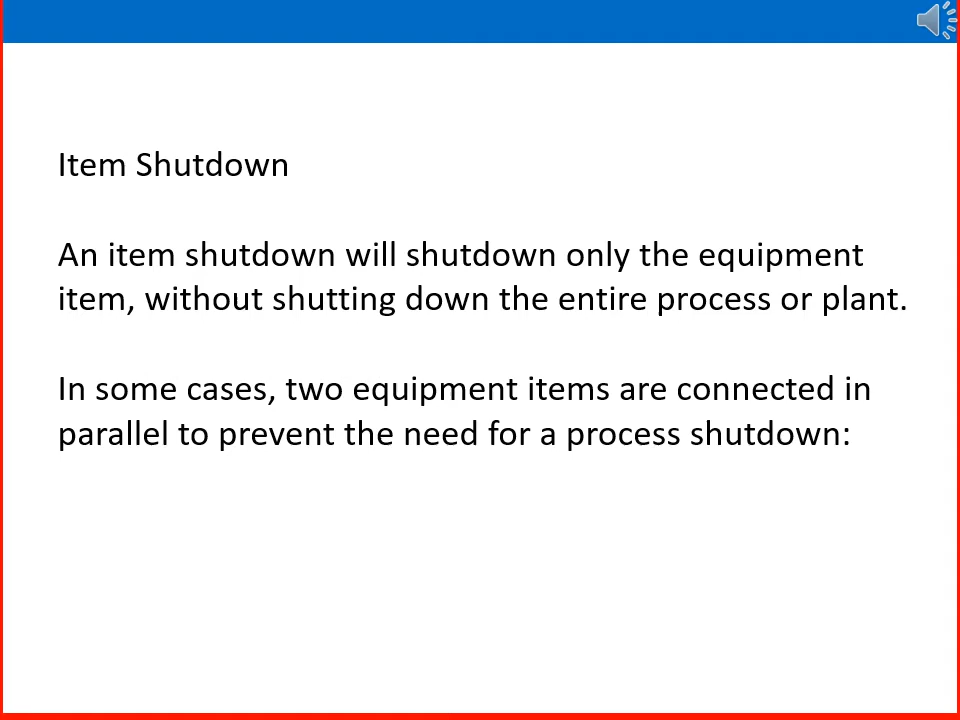 Item Shutdown
An item shutdown will shutdown only the equipment
item, without shutting down the entire process or plant.
In some cases, two equipment items are connected in
parallel to prevent the need for a process shutdown: